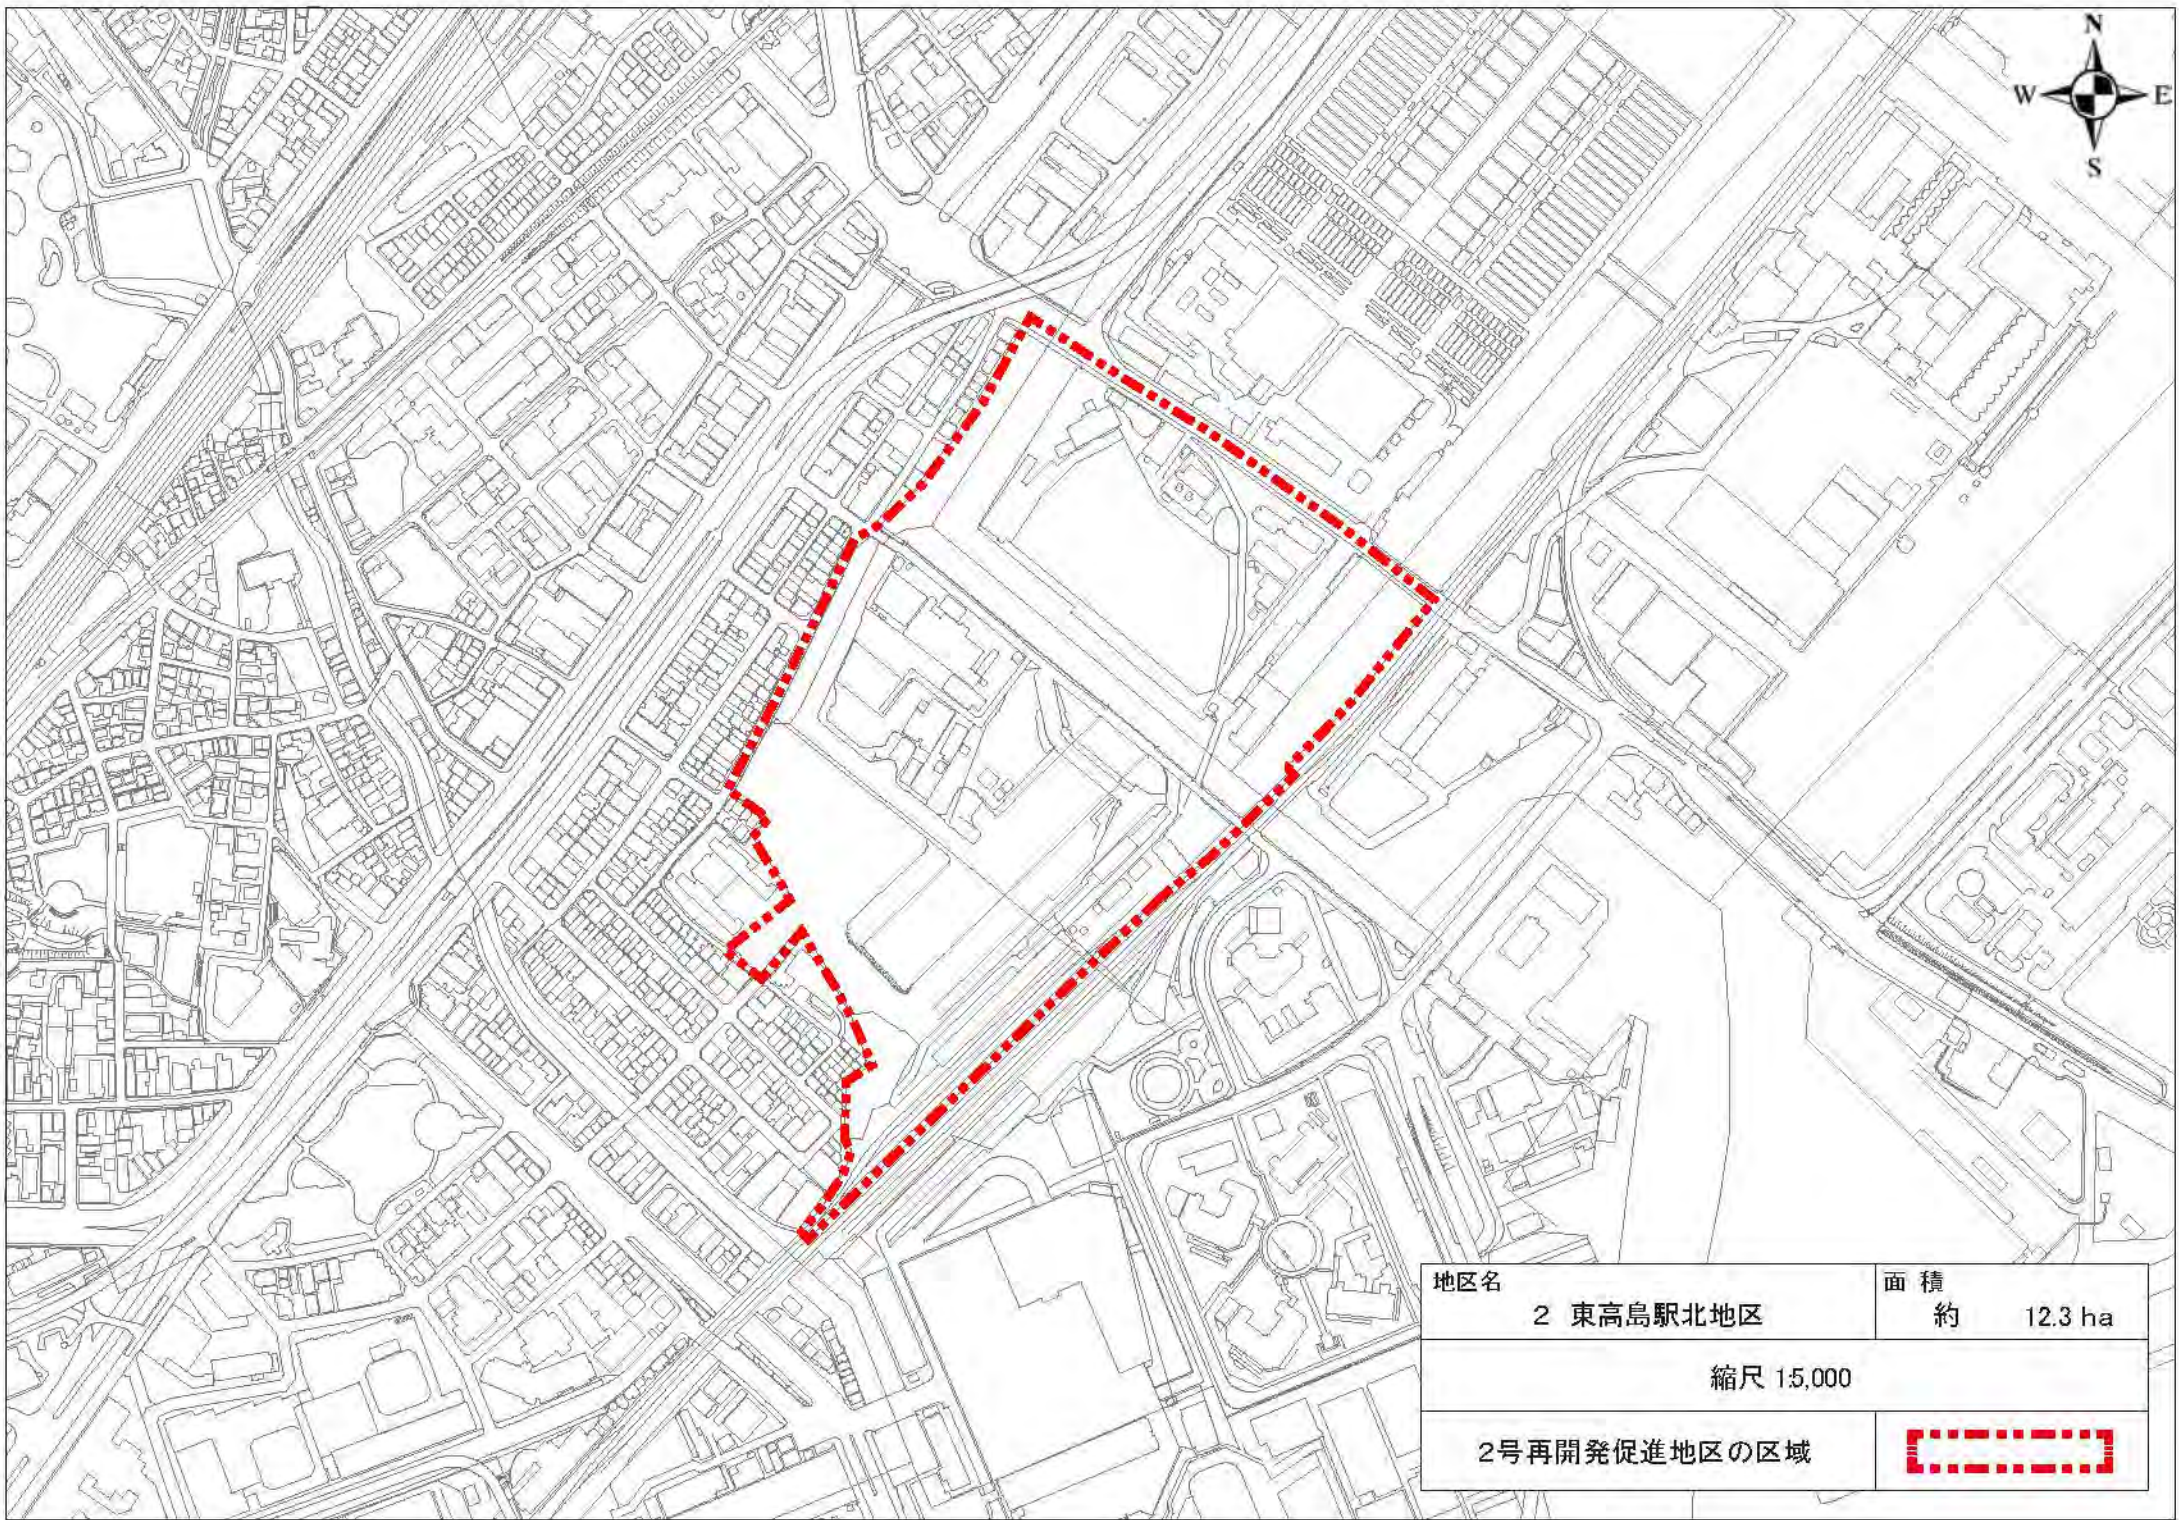 N
W E
S
地区名
2 東高島駅北地区
面 積
約 12.3 ha
縮尺 1:5,000
2号再開発促進地区の区域